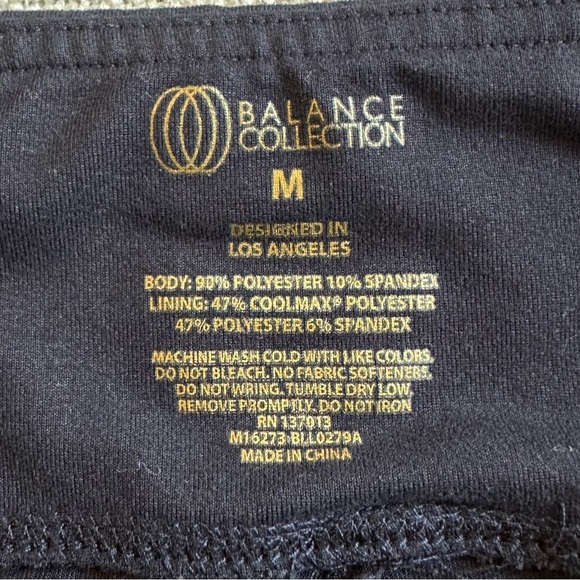 BALANCE
COLLECTION
M
DESIGNED IN
LOS ANGELES
BODY: 90% POLYESTER 10% SPANDEX
LINING: 47% COOLMAX® POLYESTER
47% POLYESTER 6% SPANDEX
MACHINE WASH COLD WITH LIKE COLORS.
DO NOT BLEACH. NO FABRIC SOFTENERS.
DO NOT WRING. TUMBLE DRY LOW.
REMOVE PROMPTLY. DO NOT IRON
RN 137013
M16273-BLL0279A
MADE IN CHINA